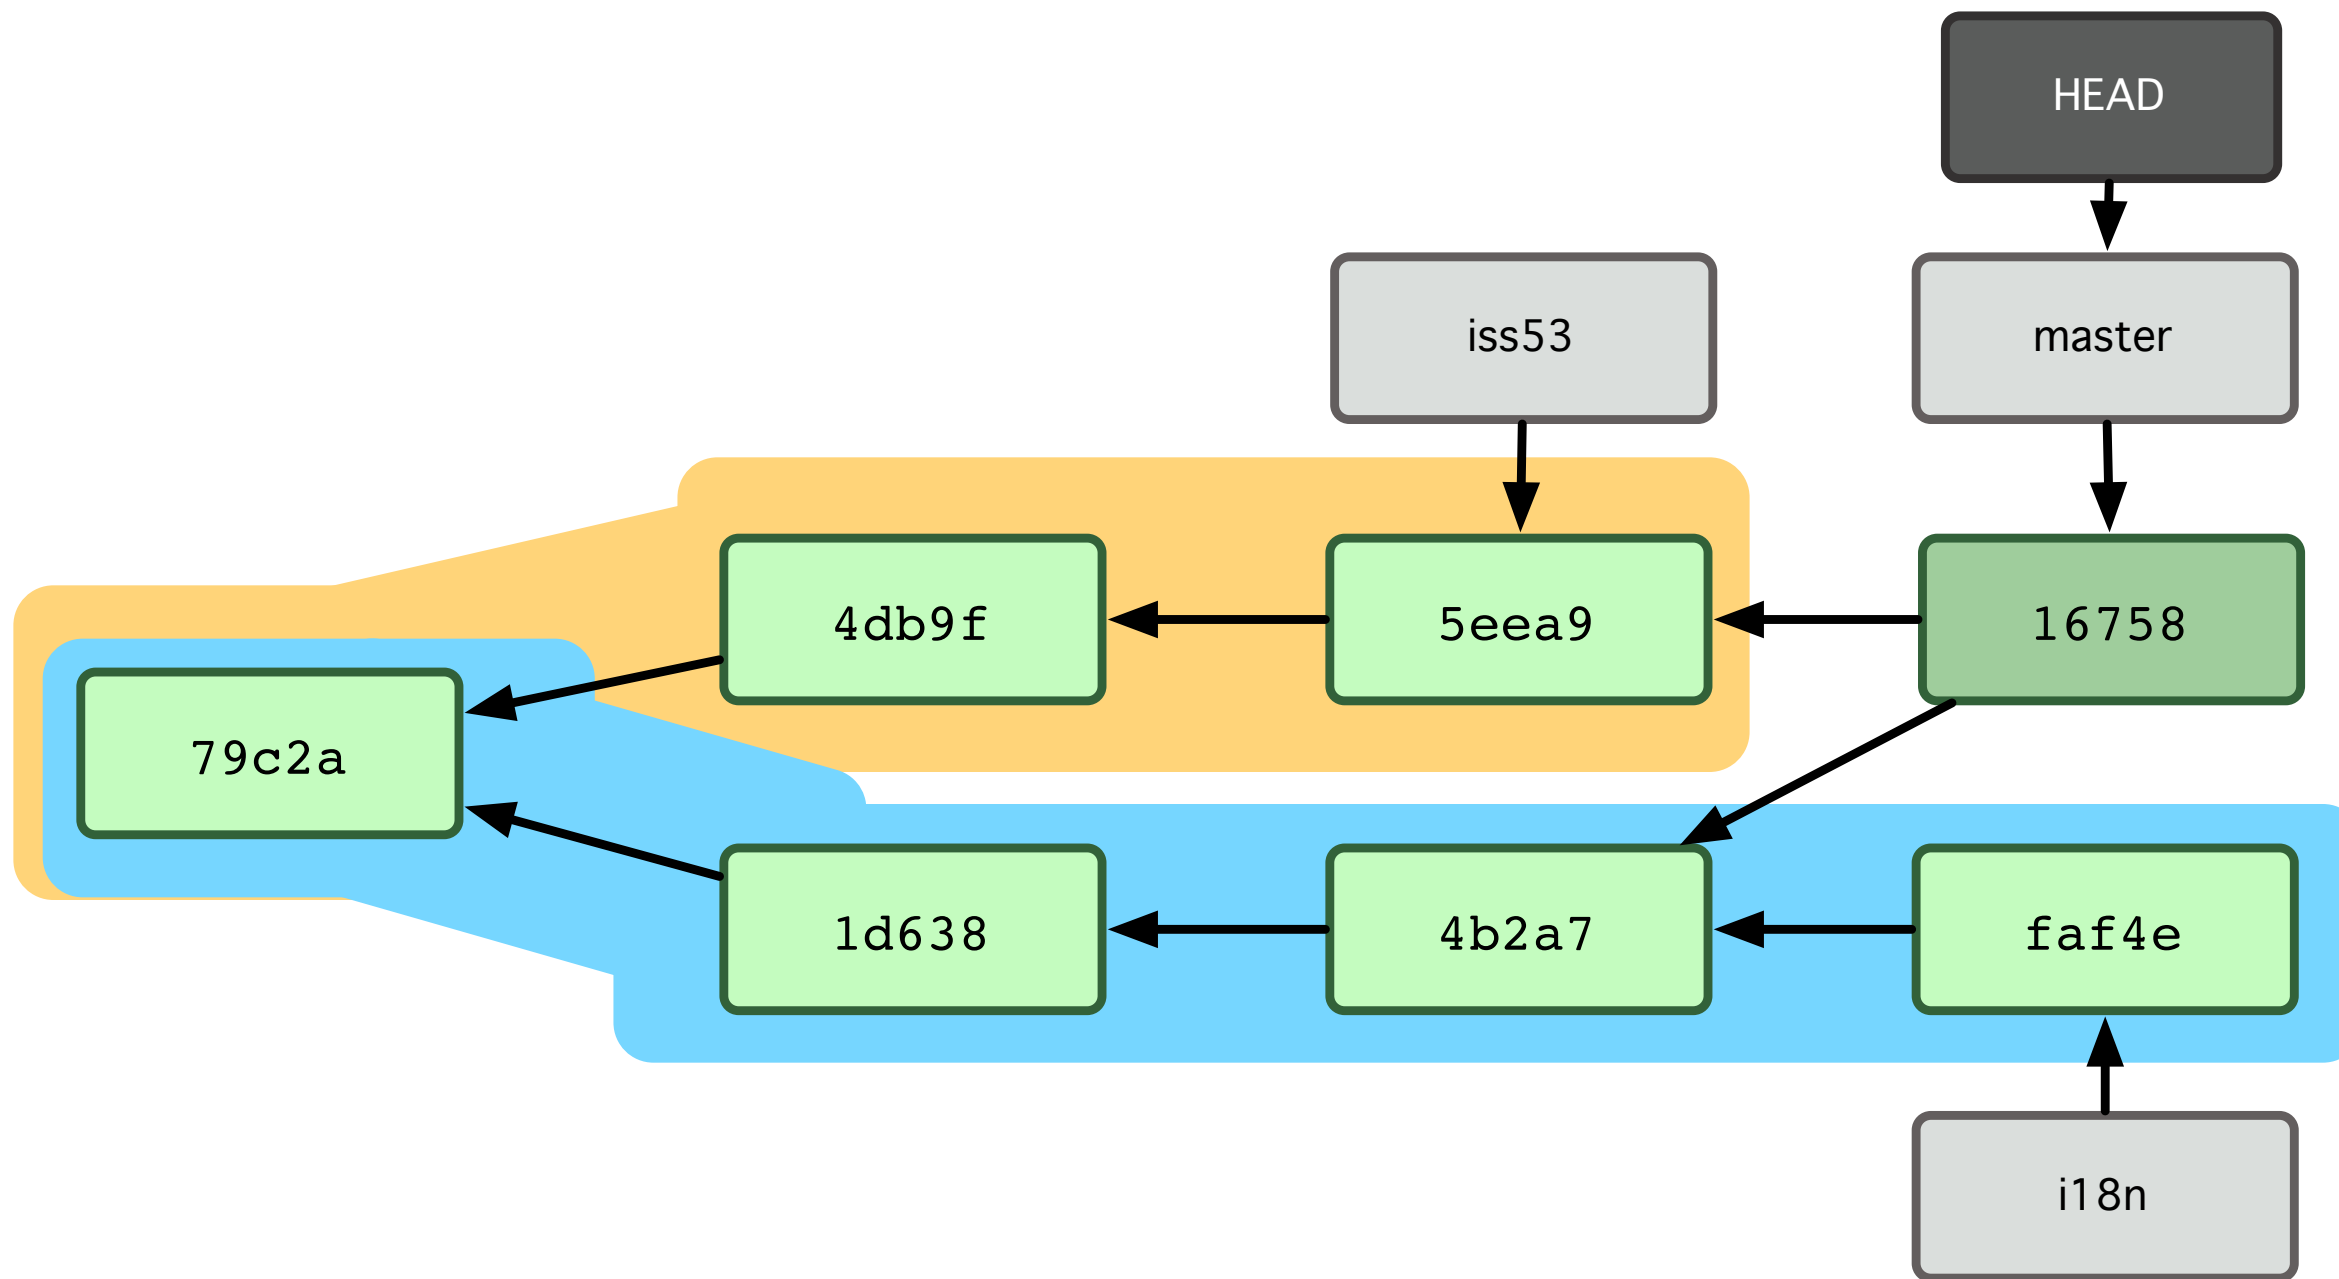 HEAD
iss53
master
4db9f
5eea9
16758
79c2a
1d638
4b2a7
faf4e
i18n